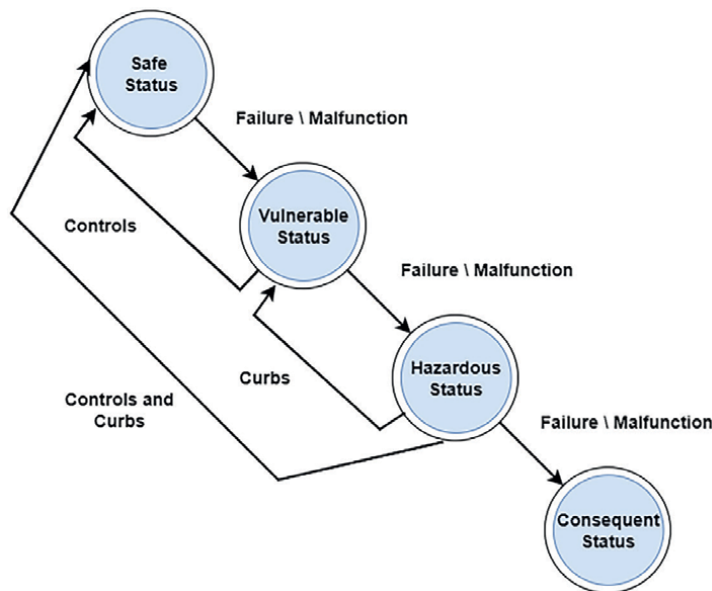 Safe
Status
Failure \ Malfunction
Vulnerable
Status
Controls
Failure \ Malfunction
Hazardous
Status
Curbs
Controls and
Curbs
Failure \ Malfunction
Consequent
Status